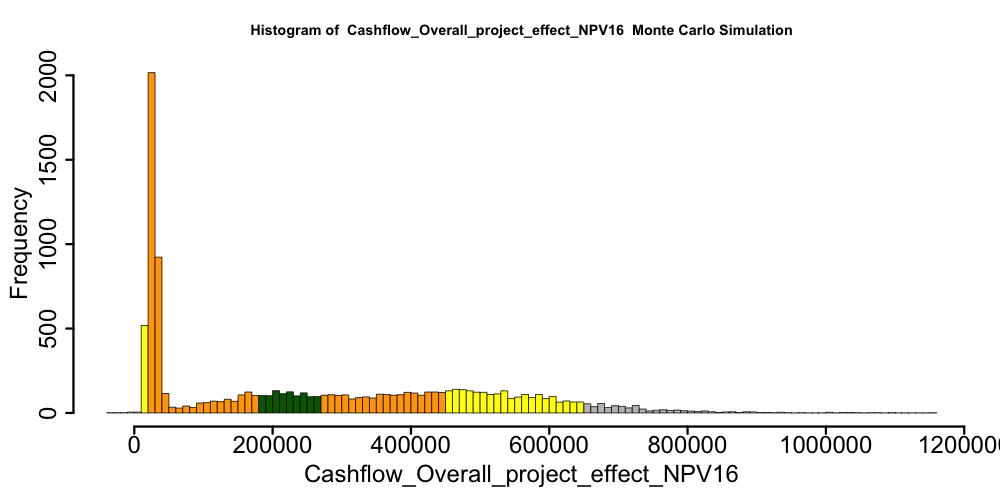 Histogram of  Cashflow_Overall_project_effect_NPV16  Monte Carlo Simulation
Frequency
2000
1500
1000
500
0
0 200000 400000 600000 800000 1000000 1200000
Cashflow_Overall_project_effect_NPV16